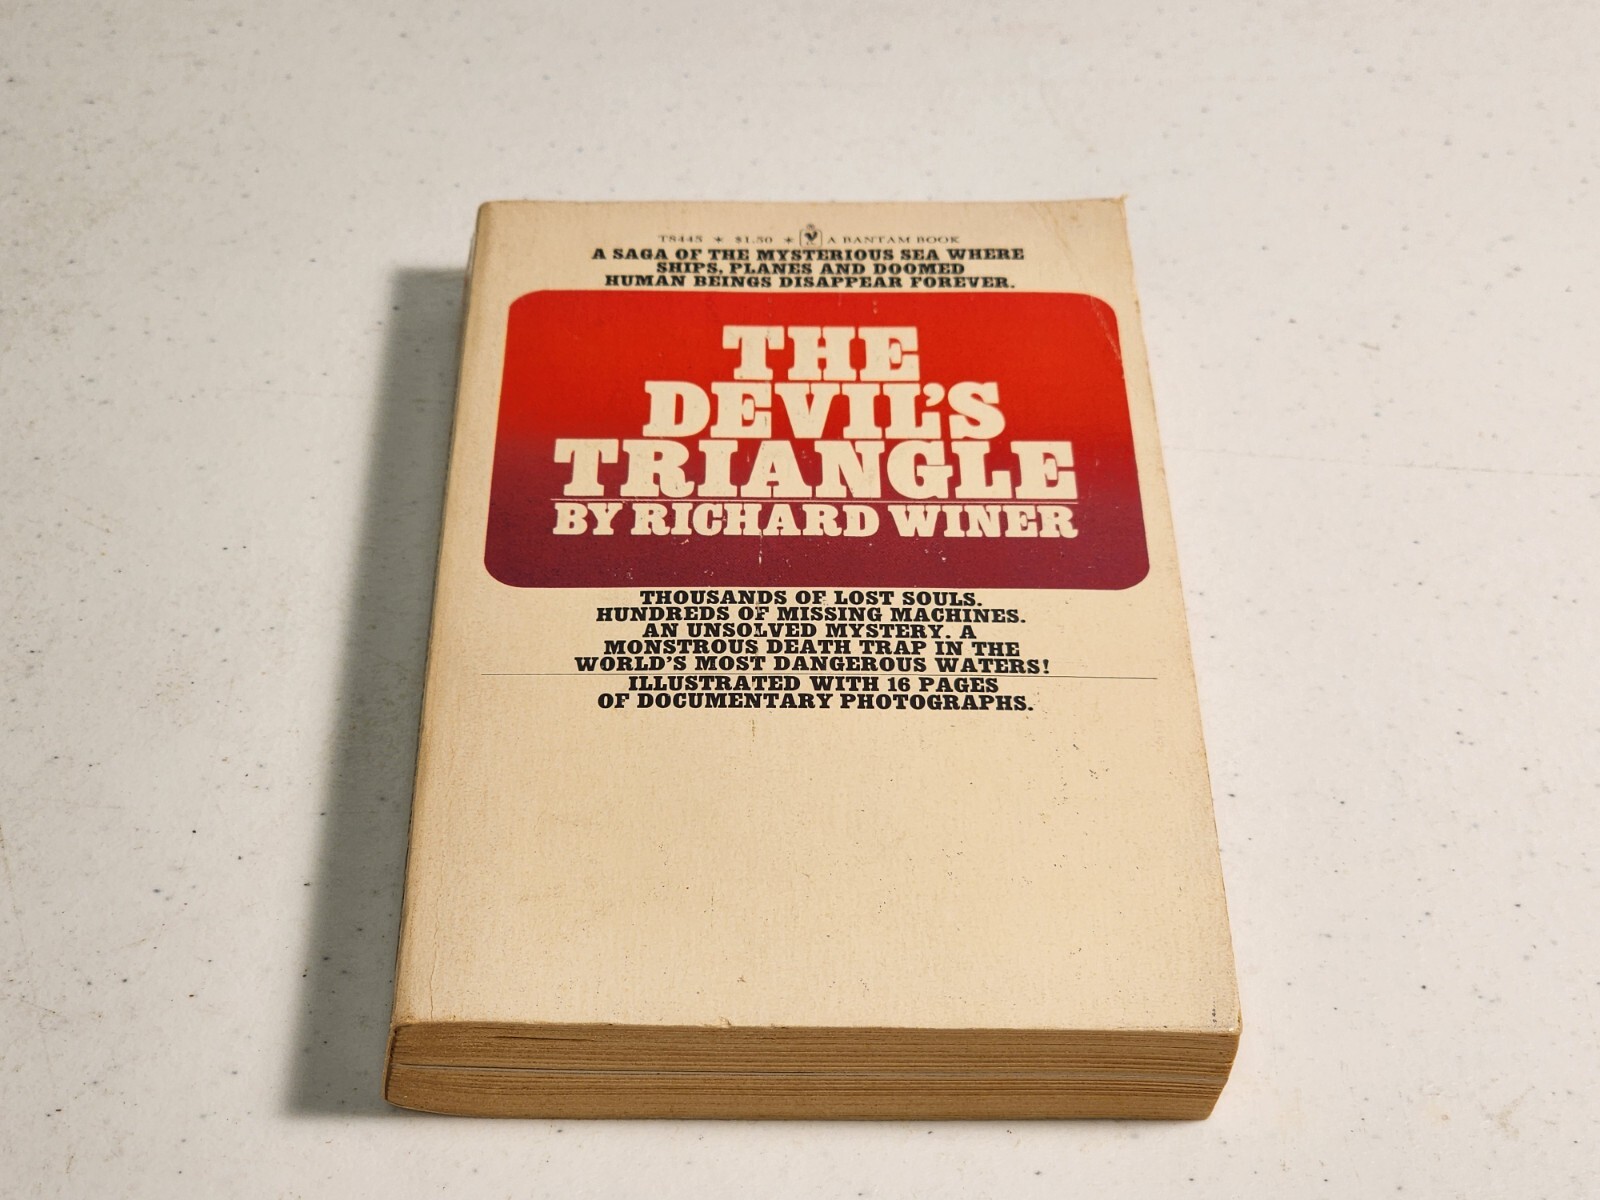 T8445 * $1.50 * A BANTAM BOOK
A SAGA OF THE MYSTERIOUS SEA WHERE
SHIPS, PLANES AND DOOMED
HUMAN BEINGS DISAPPEAR FOREVER.
THE
DEVIL'S
TRIANGLE
BY RICHARD WINER
THOUSANDS OF LOST SOULS.
HUNDREDS OF MISSING MACHINES.
AN UNSOLVED MYSTERY. A
MONSTROUS DEATH TRAP IN THE
WORLD'S MOST DANGEROUS WATERS!
ILLUSTRATED WITH 16 PAGES
OF DOCUMENTARY PHOTOGRAPHS.